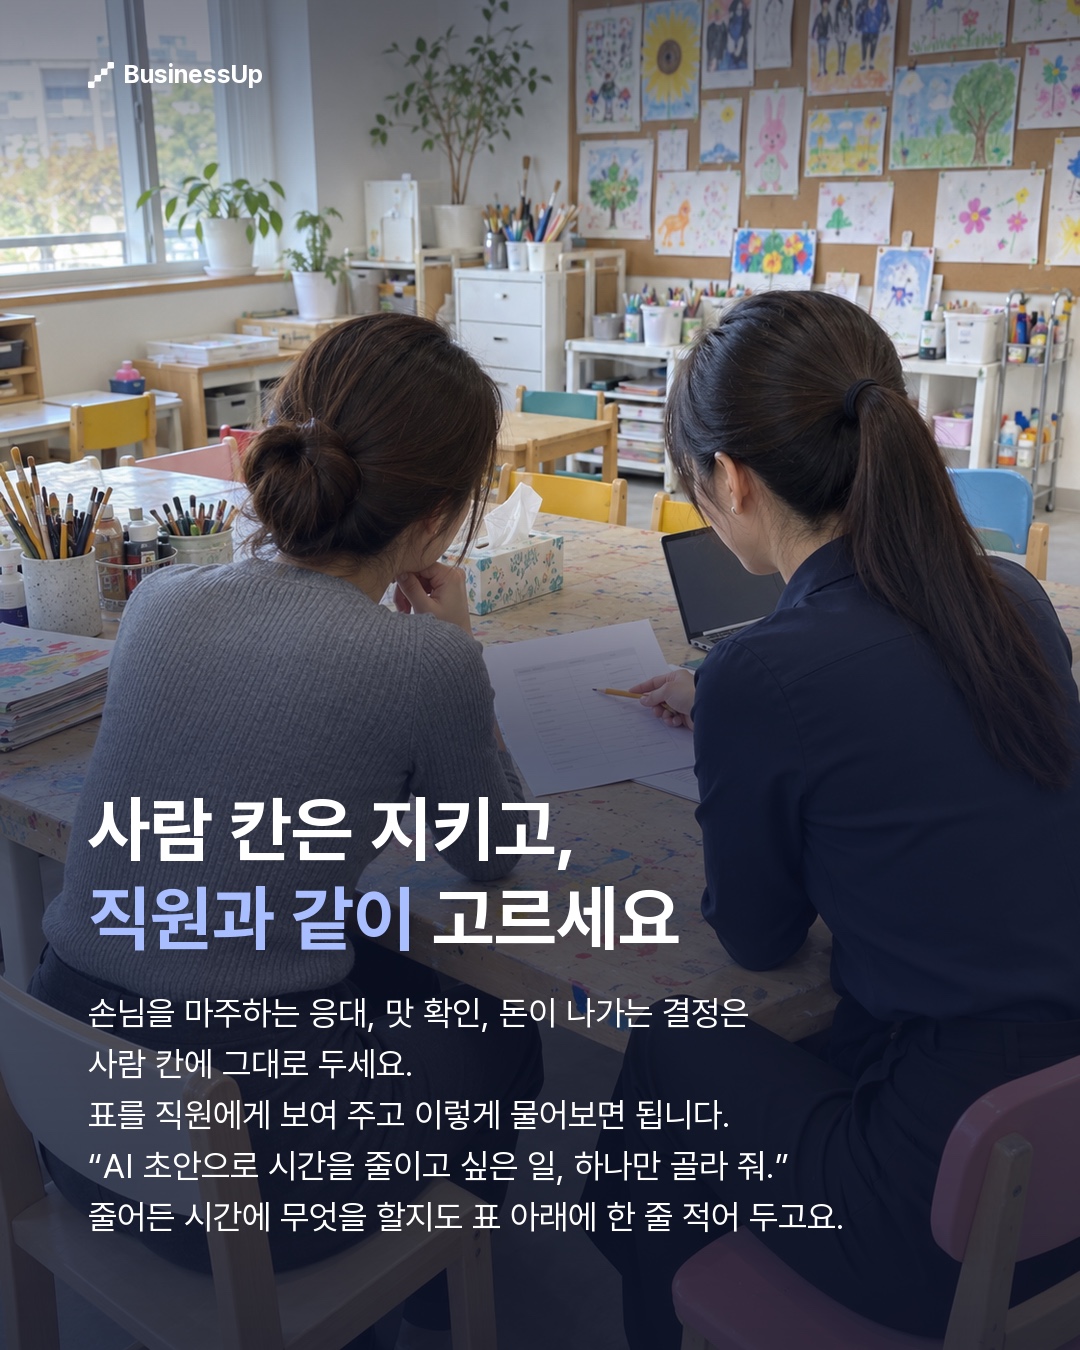 BusinessUp
사람 칸은 지키고,
직원과 같이 고르세요
손님을 마주하는 응대, 맛 확인, 돈이 나가는 결정은
사람 칸에 그대로 두세요.
표를 직원에게 보여 주고 이렇게 물어보면 됩니다.
“AI 초안으로 시간을 줄이고 싶은 일, 하나만 골라 줘.”
줄어든 시간에 무엇을 할지도 표 아래에 한 줄 적어 두고요.